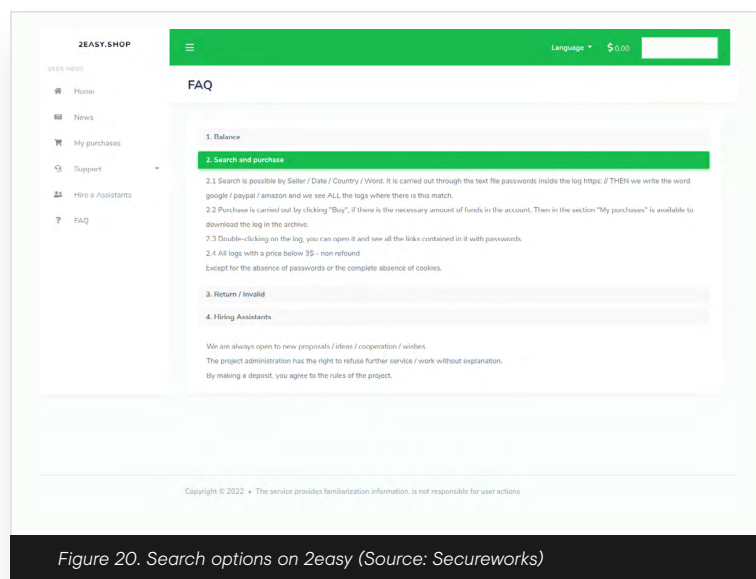 2EASY.SHOP
Language
$ 0.00
USER MENU
Home
News
My purchases
Support
Hire a Assistants
? FAQ
FAQ
1. Balance
2. Search and purchase
2.1 Search is possible by Seller / Date / Country / Word. It is carried out through the text file passwords inside the log https: // THEN we write the word
google / paypal / amazon and we see ALL the logs where there is this match.
2.2 Purchase is carried out by clicking "Buy", if there is the necessary amount of funds in the account. Then in the section "My purchases" is available to
download the log in the archive.
2.3 Double-clicking on the log, you can open it and see all the links contained in it with passwords.
2.4 All logs with a price below 3$ - non refound
Except for the absence of passwords or the complete absence of cookies.
3. Return / Invalid
4. Hiring Assistants
We are always open to new proposals / ideas / cooperation / wishes.
The project administration has the right to refuse further service / work without explanation.
By making a deposit, you agree to the rules of the project.
Copyright © 2022 • The service provides familiarization information, is not responsible for user actions
Figure 20. Search options on 2easy (Source: Secureworks)